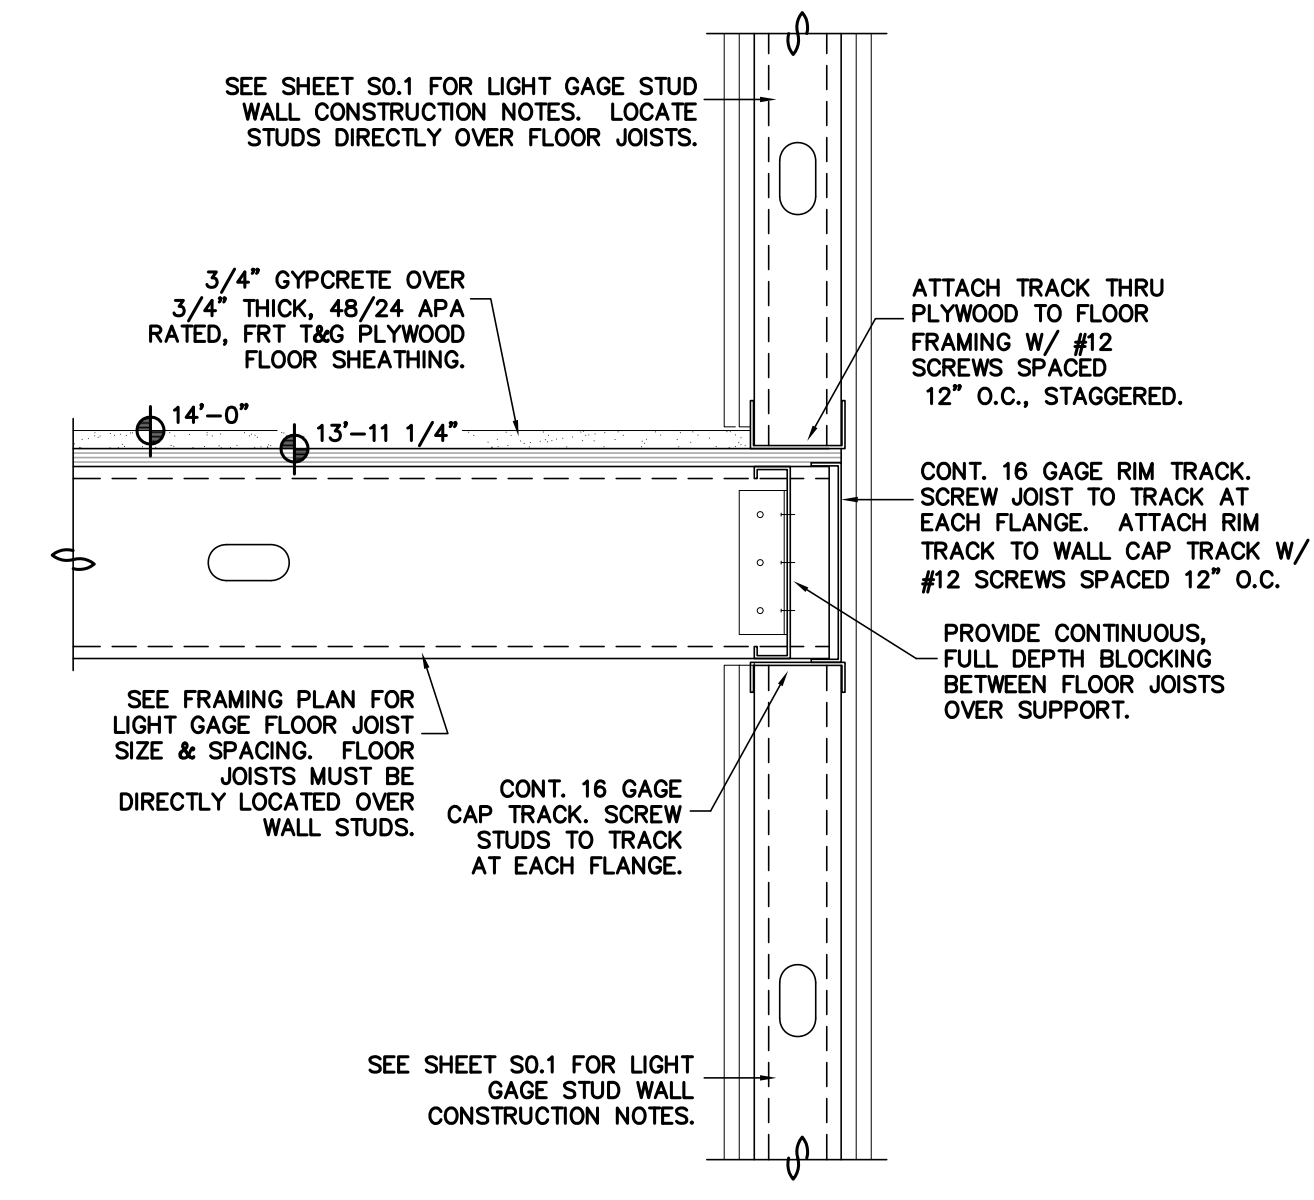 SEE SHEET S0.1 FOR LIGHT GAGE STUD
WALL CONSTRUCTION NOTES. LOCATE
STUDS DIRECTLY OVER FLOOR JOISTS.
3/4" GYPCRETE OVER
3/4" THICK, 48/24 APA
RATED, FRT T&G PLYWOOD
FLOOR SHEATHING.
ATTACH TRACK THRU
PLYWOOD TO FLOOR
FRAMING W/ #12
SCREWS SPACED
12" O.C., STAGGERED.
14'-0"
13'-11 1/4"
CONT. 16 GAGE RIM TRACK.
SCREW JOIST TO TRACK AT
EACH FLANGE. ATTACH RIM
TRACK TO WALL CAP TRACK W/
#12 SCREWS SPACED 12" O.C.
PROVIDE CONTINUOUS,
FULL DEPTH BLOCKING
BETWEEN FLOOR JOISTS
OVER SUPPORT.
SEE FRAMING PLAN FOR
LIGHT GAGE FLOOR JOIST
SIZE & SPACING. FLOOR
JOISTS MUST BE
DIRECTLY LOCATED OVER
WALL STUDS.
CONT. 16 GAGE
CAP TRACK. SCREW
STUDS TO TRACK
AT EACH FLANGE.
SEE SHEET S0.1 FOR LIGHT
GAGE STUD WALL
CONSTRUCTION NOTES.